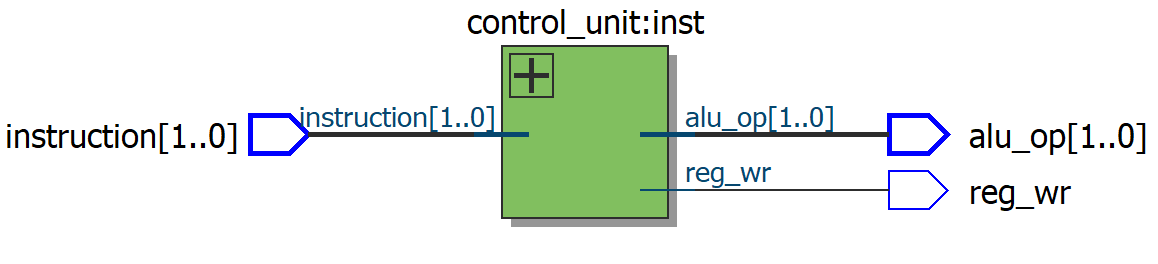 control_unit:inst
instruction[1..0]
instruction[1..0]
alu_op[1..0]
alu_op[1..0]
reg_wr
reg_wr